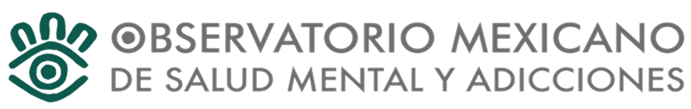 OBSERVATORIO MEXICANO
DE SALUD MENTAL Y ADICCIONES